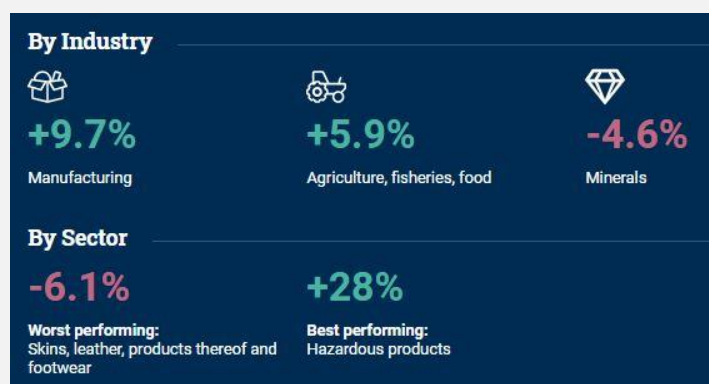 By Industry
+9.7%
+5.9%
-4.6%
Manufacturing
Agriculture, fisheries, food
Minerals
By Sector
-6.1%
+28%
Worst performing:
Skins, leather, products thereof and
footwear
Best performing:
Hazardous products